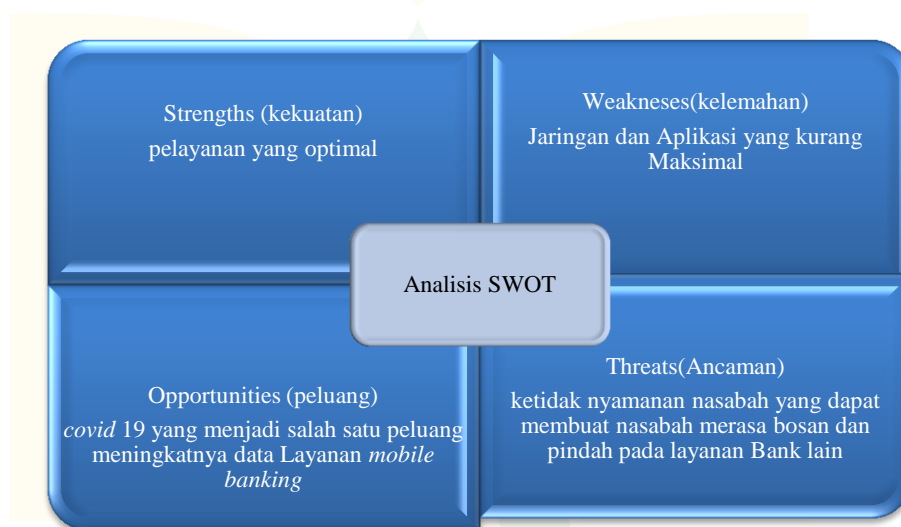 Strengths (kekuatan)
pelayanan yang optimal
Weakneses(kelemahan)
Jaringan dan Aplikasi yang kurang
Maksimal
Analisis SWOT
Opportunities (peluang)
covid 19 yang menjadi salah satu peluang
meningkatnya data Layanan mobile
banking
Threats(Ancaman)
ketidak nyamanan nasabah yang dapat
membuat nasabah merasa bosan dan
pindah pada layanan Bank lain